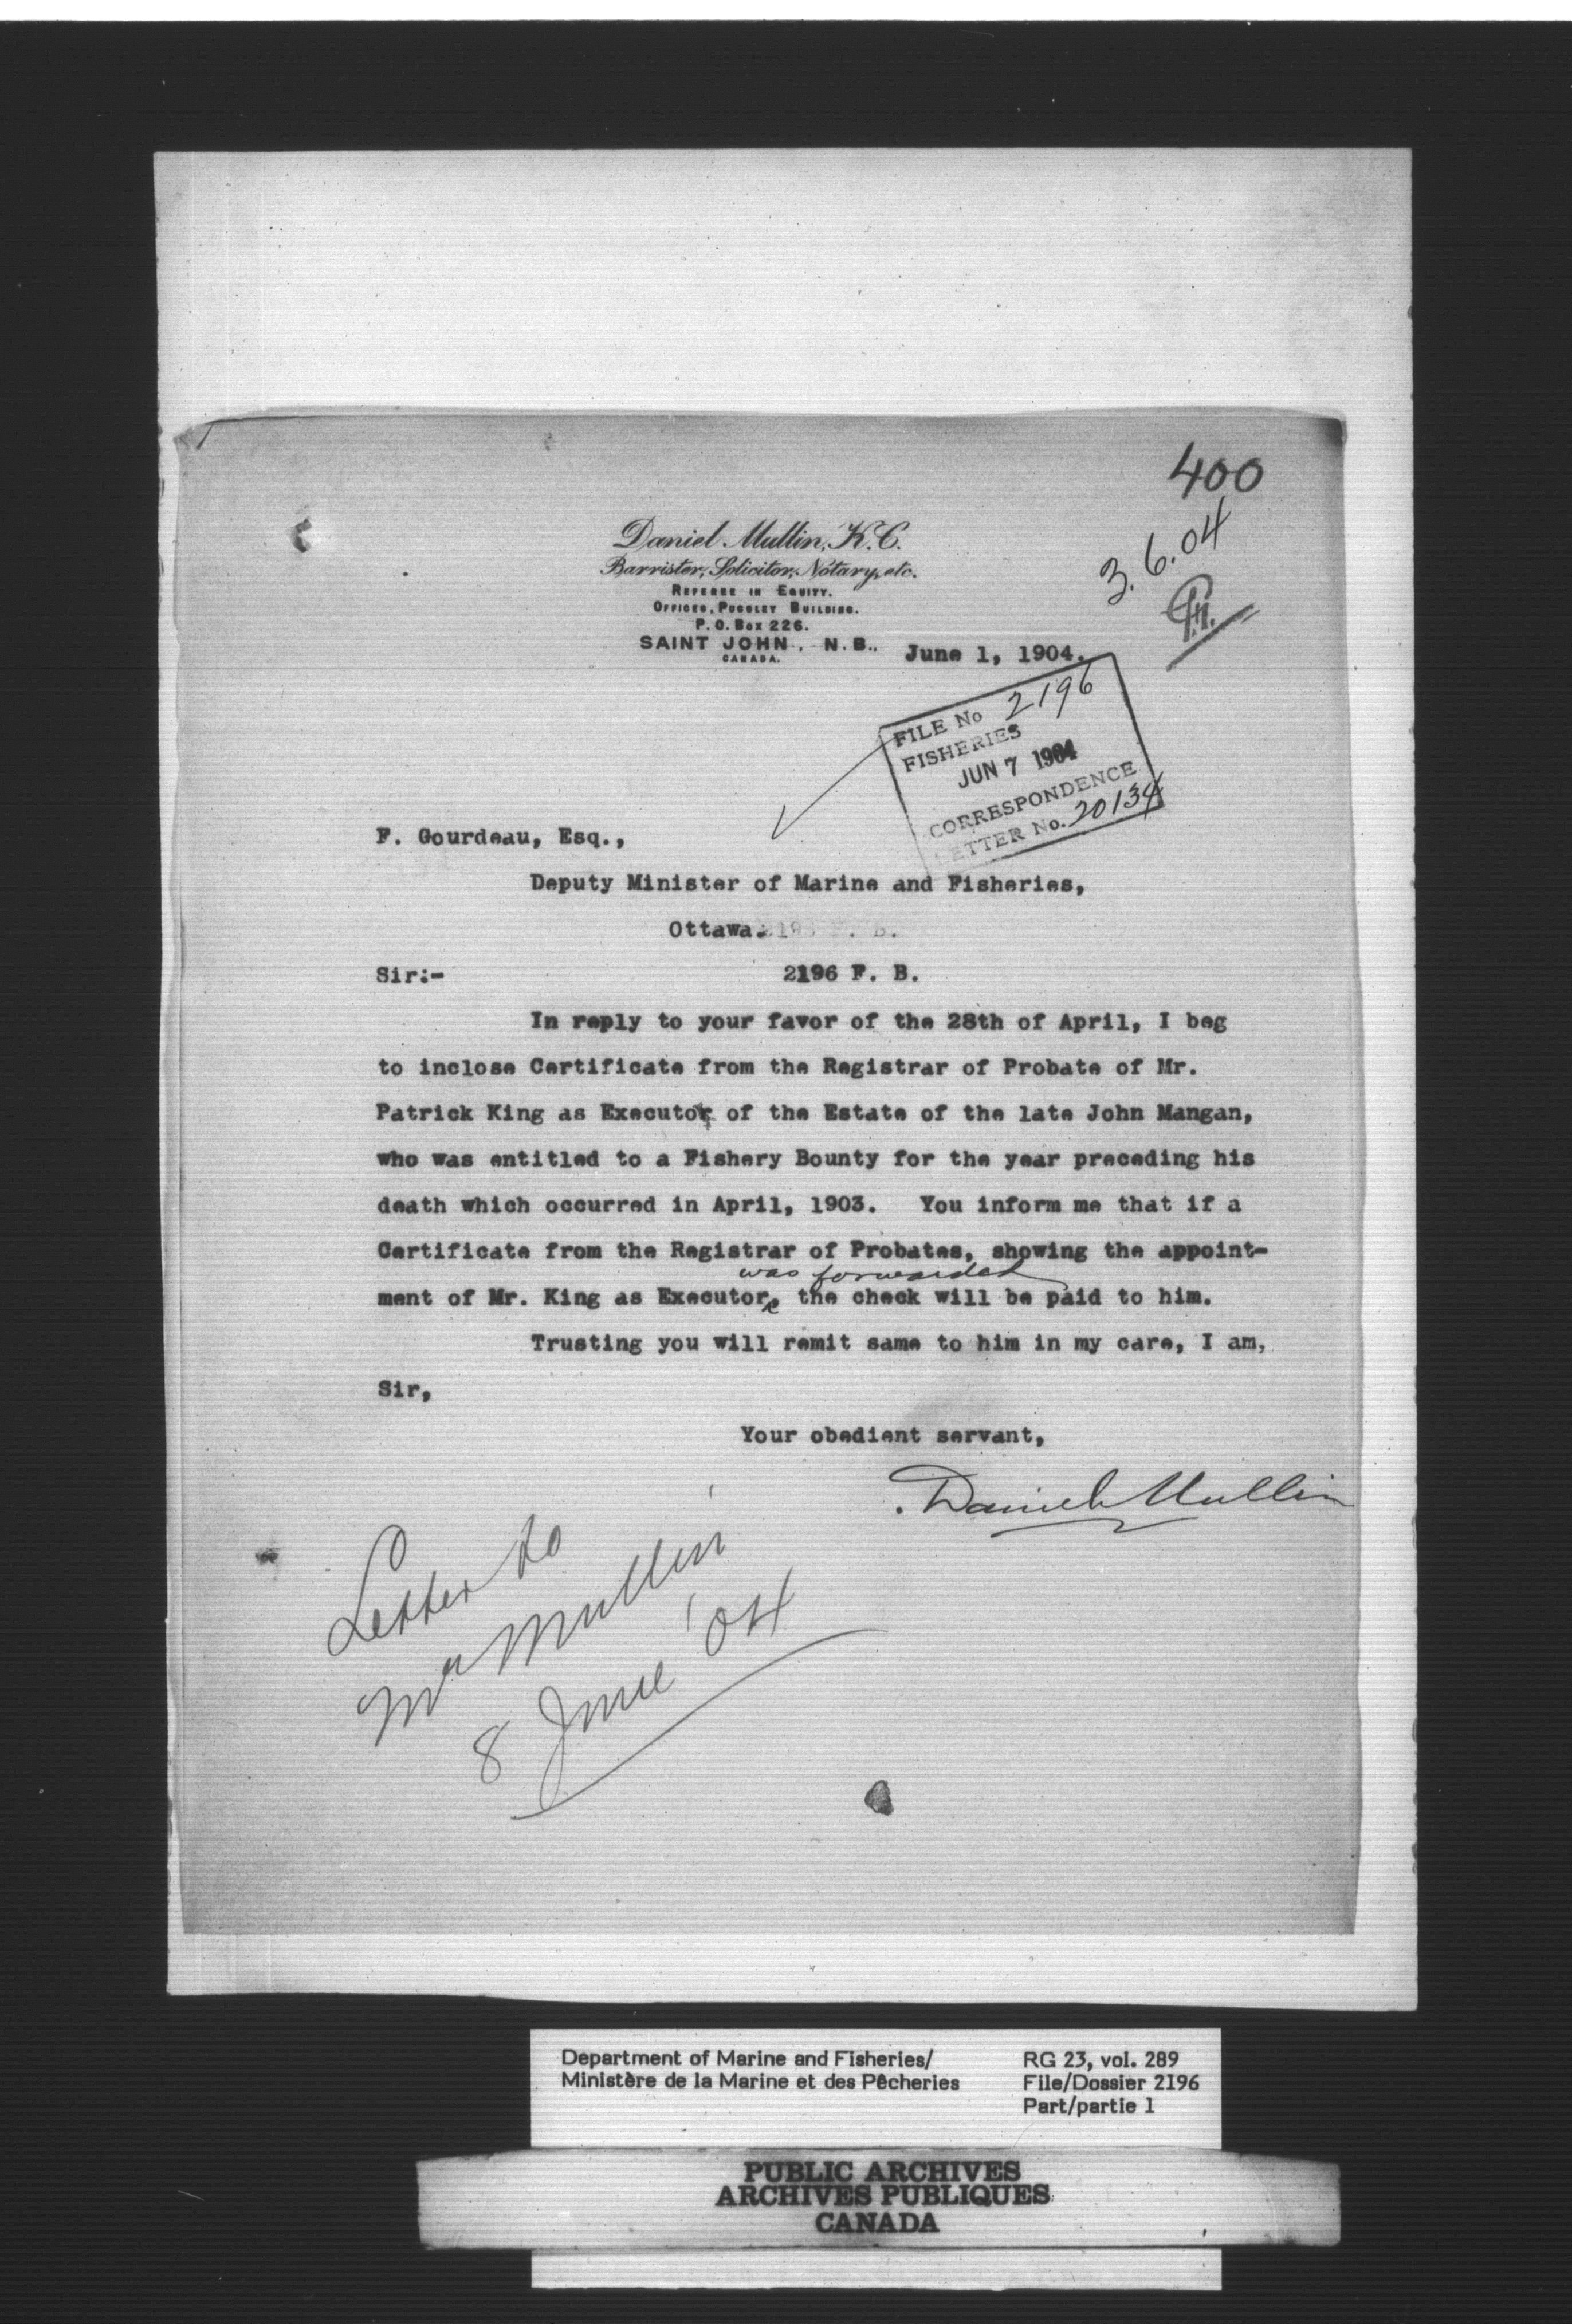 400
3.6.04
Daniel Mullin, K.C.
Barrister, Solicitor, Notary, etc.
REFEREE IN EQUITY.
OFFICES, PUGSLEY BUILDING.
P. O. BOX 226.
SAINT JOHN, N.B.,
CANADA.
June 1, 1904.
FILE No 2196
FISHERIES
JUN 7 1904
CORRESPONDENCE
LETTER No. 20134
F. Gourdeau, Esq.,
Deputy Minister of Marine and Fisheries,
Ottawa.
Sir:-
2196 F. B.
In reply to your favor of the 28th of April, I beg
to inclose Certificate from the Registrar of Probate of Mr.
Patrick King as Executor of the Estate of the late John Mangan,
who was entitled to a Fishery Bounty for the year preceding his
death which occurred in April, 1903. You inform me that if a
Certificate from the Registrar of Probates, showing the appoint-
was forwarded
ment of Mr. King as Executor, the check will be paid to him.
Trusting you will remit same to him in my care, I am,
Sir,
Your obedient servant,
Daniel Mullin
Letter to
Mr Mullin
8 June '04
Department of Marine and Fisheries/
Ministère de la Marine et des Pêcheries
RG 23, vol. 289
File/Dossier 2196
Part/partie 1
PUBLIC ARCHIVES
ARCHIVES PUBLIQUES
CANADA